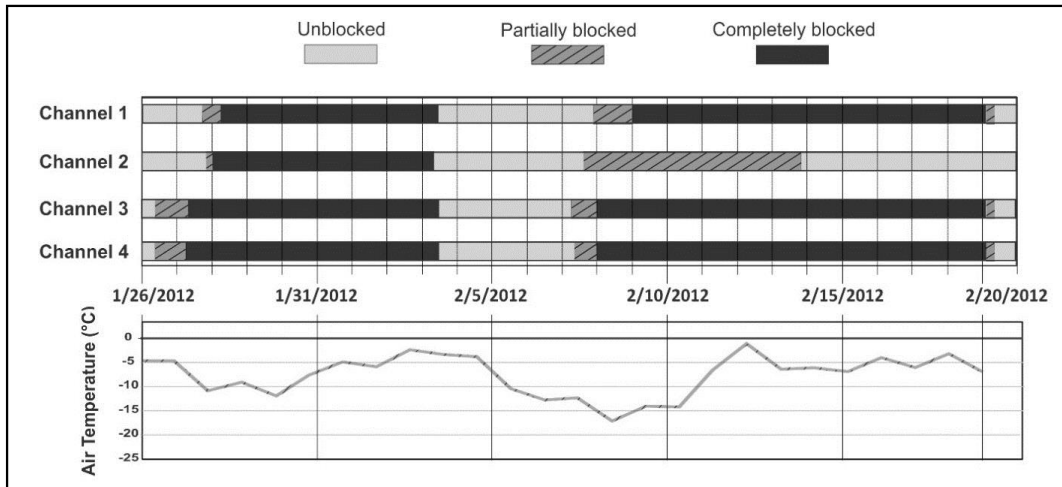 Unblocked Partially blocked Completely blocked
Channel 1
Channel 2
Channel 3
Channel 4
1/26/2012 1/31/2012 2/5/2012 2/10/2012 2/15/2012 2/20/2012
Air Temperature (°C)
0
-5
-10
-15
-20
-25